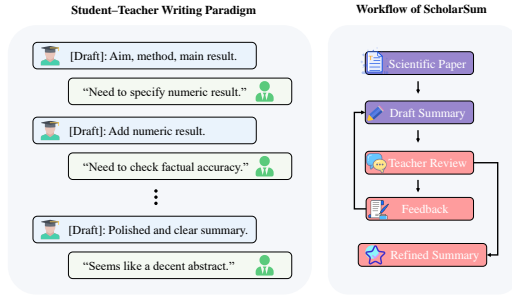 Student–Teacher Writing Paradigm
[Draft]: Aim, method, main result.
“Need to specify numeric result.”
[Draft]: Add numeric result.
“Need to check factual accuracy.”
[Draft]: Polished and clear summary.
“Seems like a decent abstract.”
Workflow of ScholarSum
Scientific Paper
Draft Summary
Teacher Review
Feedback
Refined Summary